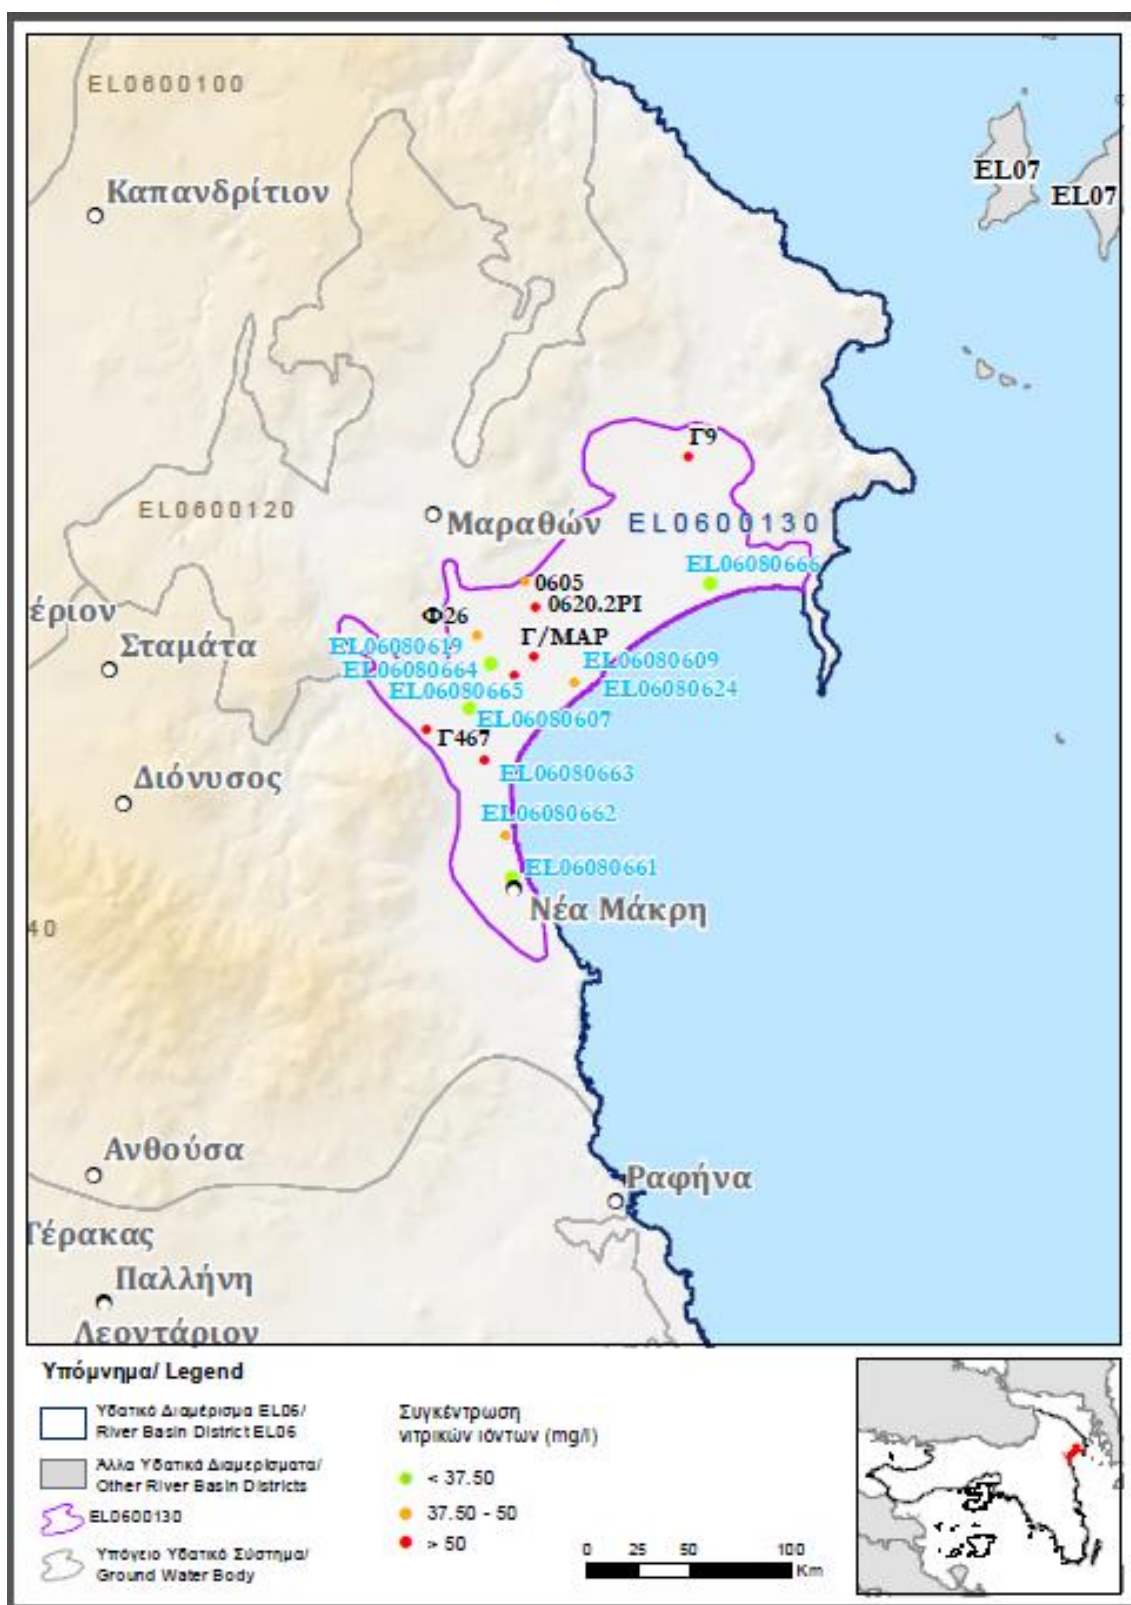 EL0600100
Καπανδρίτιον
EL07
EL07
Γ9
EL0600120
Μαραθών
EL0600130
EL06080666
0605
0620.2PI
Φ26
έριον
Σταμάτα
Γ/ΜΑΡ
EL06080619
EL06080609
EL06080664
EL06080624
EL06080665
EL06080607
Γ467
EL06080663
Διόνυσος
EL06080662
EL06080661
Νέα Μάκρη
40
Ανθούσα
Ραφήνα
Γέρακας
Παλλήνη
Λεοντάριον
Υπόμνημα/ Legend
Υδατικό Διαμέρισμα EL06/
River Basin District EL06
Άλλα Υδατικά Διαμερίσματα/
Other River Basin Districts
EL0600130
Υπόγειο Υδατικό Σύστημα/
Ground Water Body
Συγκέντρωση
νιτρικών ιόντων (mg/l)
< 37.50
37.50 - 50
> 50
0 25 50 100
Km